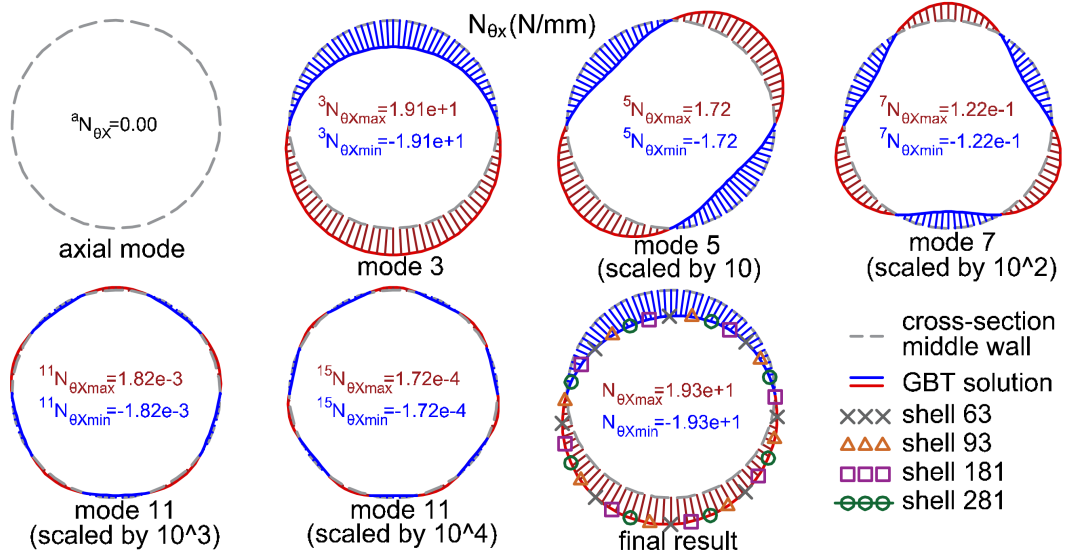 N_θx(N/mm)
ᵃN_θX=0.00
axial mode
³N_θXmax=1.91e+1
³N_θXmin=-1.91e+1
mode 3
⁵N_θXmax=1.72
⁵N_θXmin=-1.72
mode 5
(scaled by 10)
⁷N_θXmax=1.22e-1
⁷N_θXmin=-1.22e-1
mode 7
(scaled by 10^2)
¹¹N_θXmax=1.82e-3
¹¹N_θXmin=-1.82e-3
mode 11
(scaled by 10^3)
¹⁵N_θXmax=1.72e-4
¹⁵N_θXmin=-1.72e-4
mode 11
(scaled by 10^4)
N_θXmax=1.93e+1
N_θXmin=-1.93e+1
final result
cross-section
middle wall
GBT solution
shell 63
shell 93
shell 181
shell 281